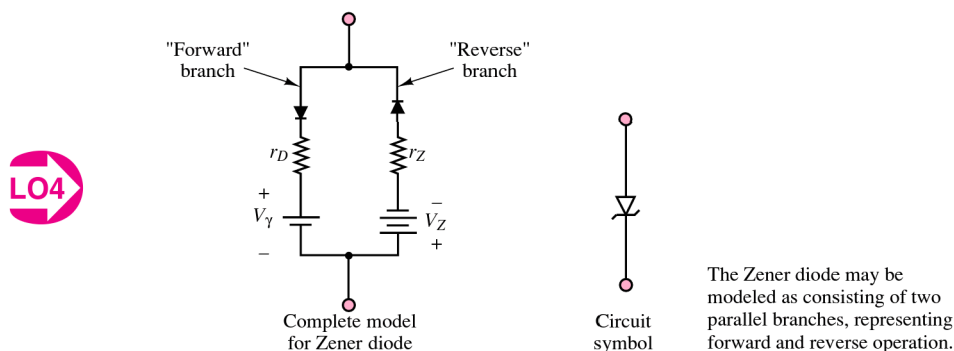 "Forward"
branch
"Reverse"
branch
LO4
r_D
r_Z
+
V_γ
–
–
V_Z
+
Complete model
for Zener diode
Circuit
symbol
The Zener diode may be
modeled as consisting of two
parallel branches, representing
forward and reverse operation.